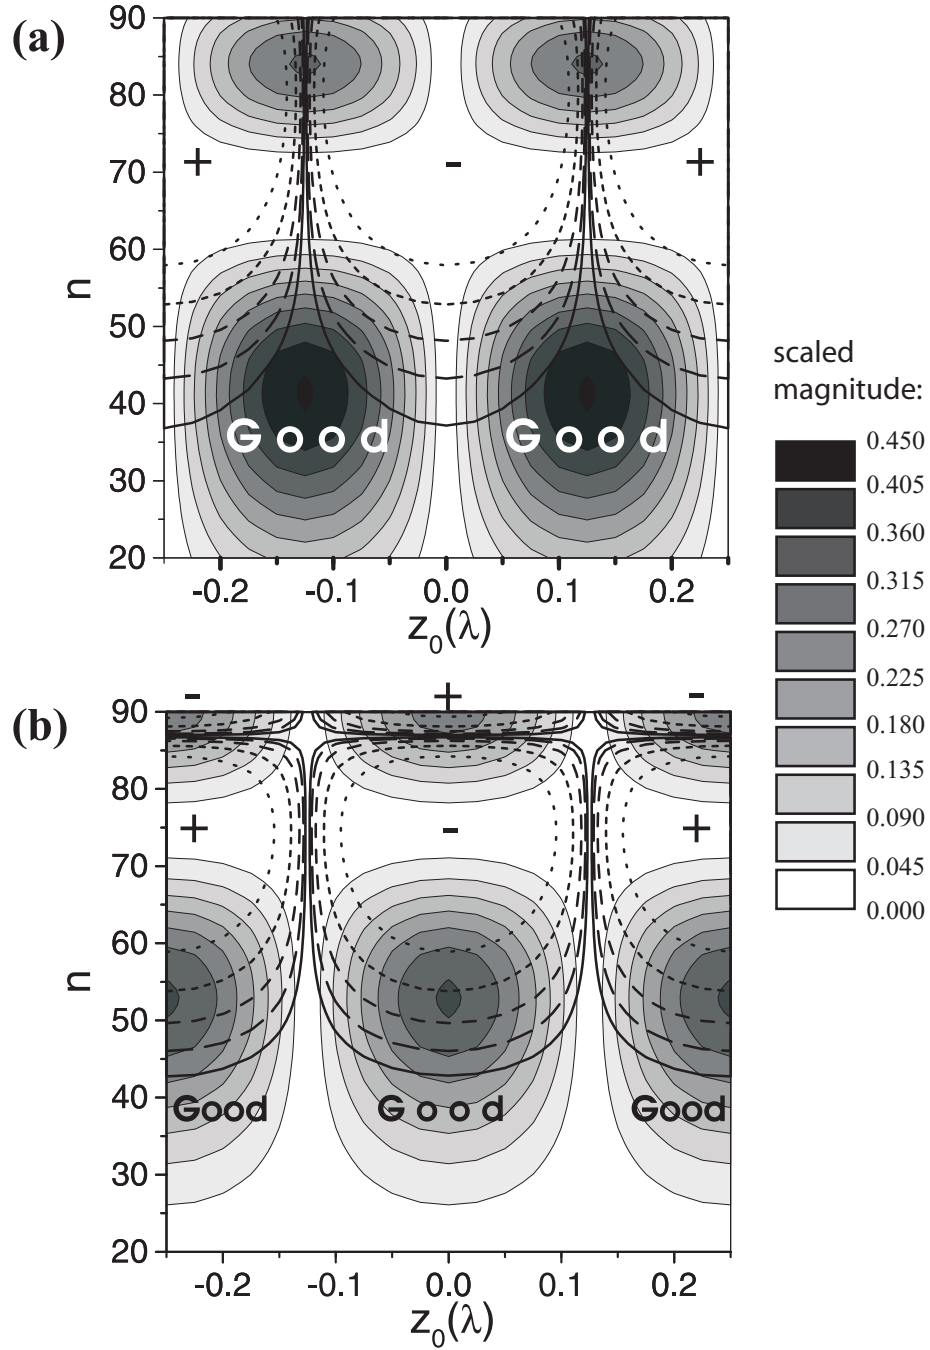 (a)
90
80
70
60
50
40
30
20
n
+ - +
Good Good
-0.2 -0.1 0.0 0.1 0.2
z0(λ)
scaled
magnitude:
0.450
0.405
0.360
0.315
0.270
0.225
0.180
0.135
0.090
0.045
0.000
(b)
- + -
90
80
70
60
50
40
30
20
n
+ - +
Good Good Good
-0.2 -0.1 0.0 0.1 0.2
z0(λ)